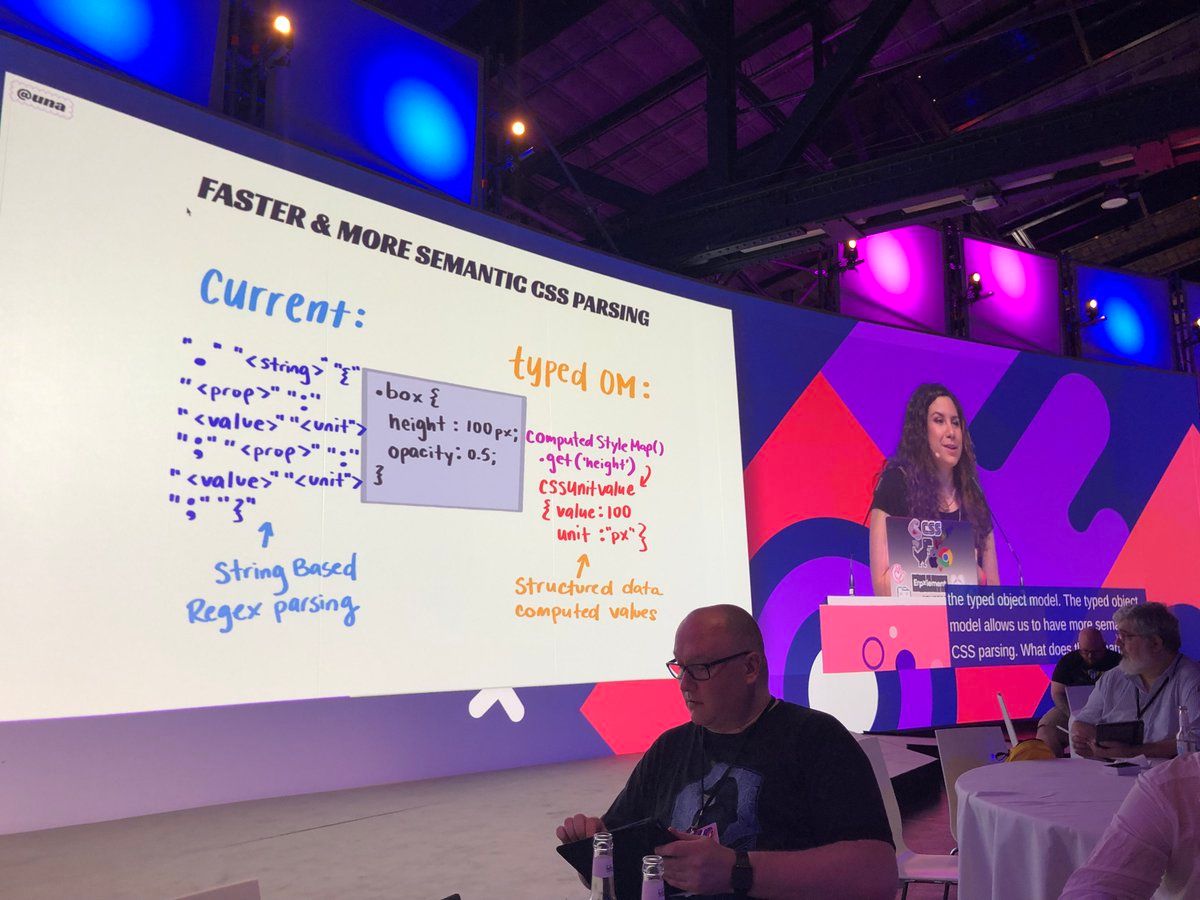 @una
FASTER & MORE SEMANTIC CSS PARSING
Current:
"." "<string>" "{"
"<prop>" ":"
"<value>" "<unit>
";" "<prop>" ":"
"<value>" "<unit>
";" "}"
String Based
Regex parsing
.box {
height : 100px;
opacity: 0.5;
}
typed OM:
computedStyleMap()
.get('height')
CSSUnitvalue
{ value:100
unit :"px" }
Structured data
computed values
CSS
the typed object model. The typed object
model allows us to have more sema
CSS parsing. What does th